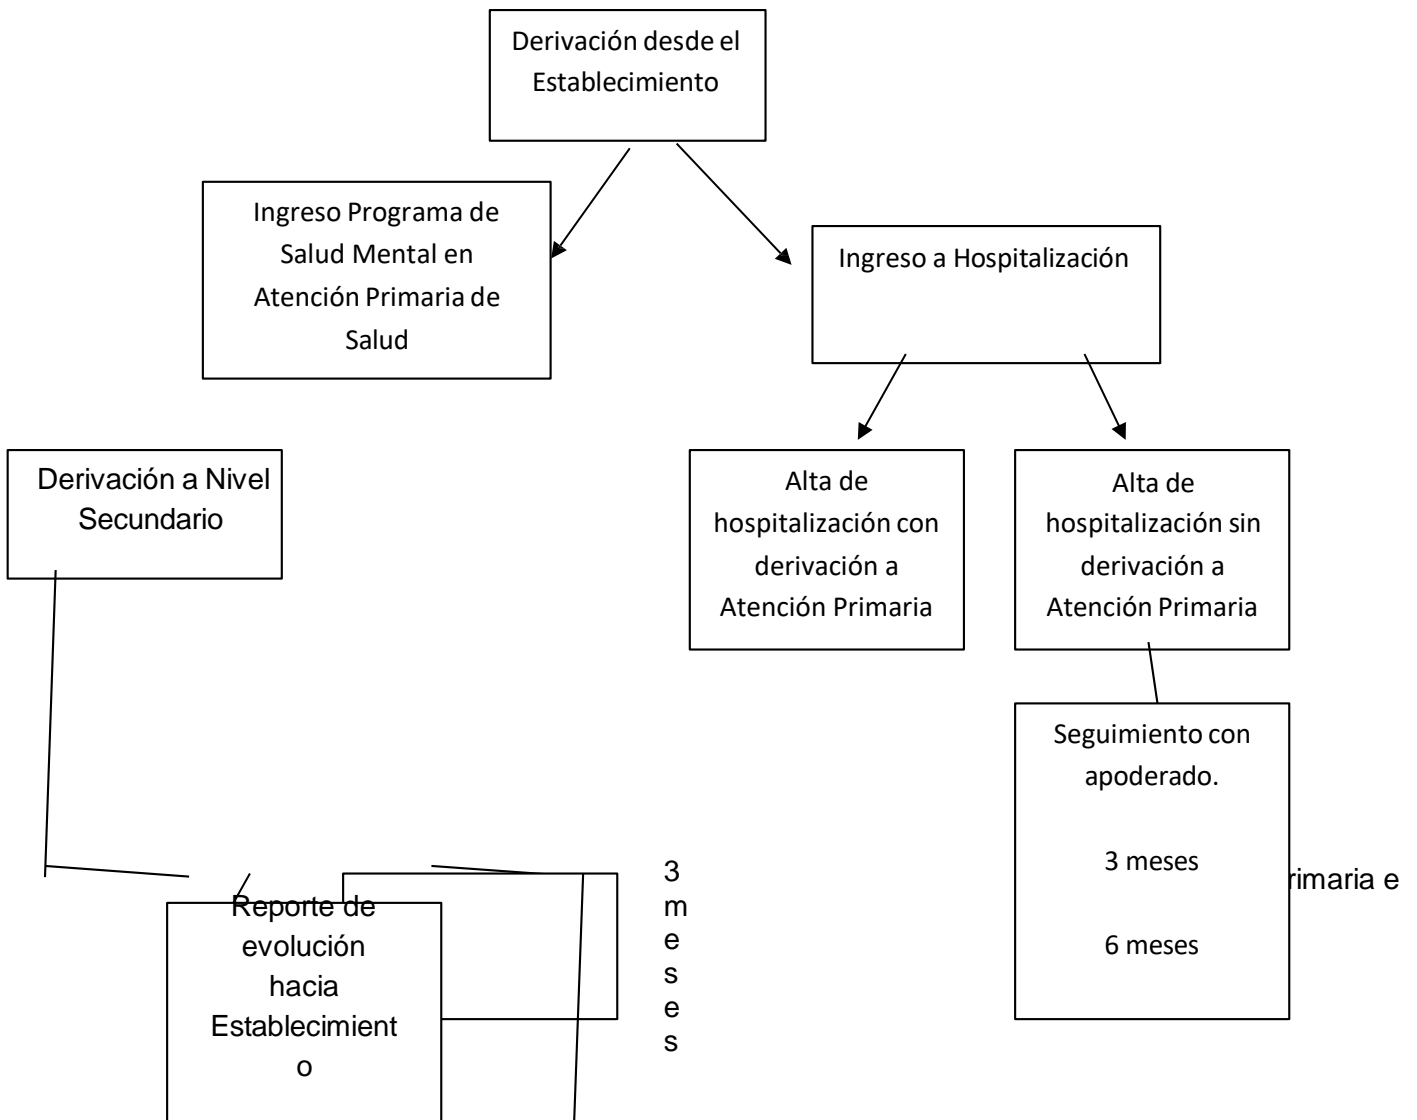 Derivación desde el
Establecimiento
Ingreso Programa de
Salud Mental en
Atención Primaria de
Salud
Ingreso a Hospitalización
Derivación a Nivel
Secundario
Alta de
hospitalización con
derivación a
Atención Primaria
Alta de
hospitalización sin
derivación a
Atención Primaria
Seguimiento con
apoderado.
3 meses
6 meses
rimaria e
3
m
e
s
e
s
Reporte de
evolución
hacia
Establecimient
o